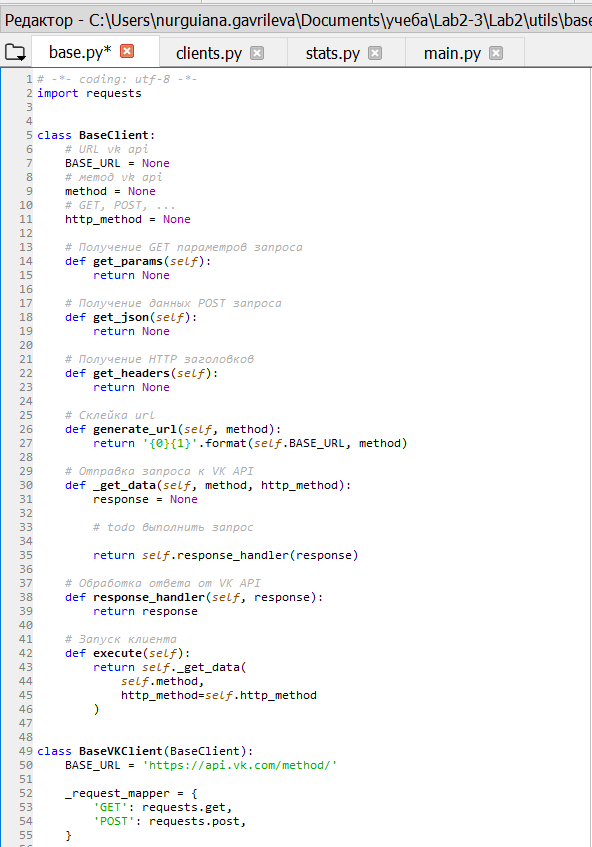 Редактор - C:\Users\nurguiana.gavrileva\Documents\учеба\Lab2-3\Lab2\utils\base
base.py* clients.py stats.py main.py
1 # -*- coding: utf-8 -*-
2 import requests
3
4
5 class BaseClient:
6     # URL vk api
7     BASE_URL = None
8     # метод vk api
9     method = None
10     # GET, POST, ...
11     http_method = None
12
13     # Получение GET параметров запроса
14     def get_params(self):
15         return None
16
17     # Получение данных POST запроса
18     def get_json(self):
19         return None
20
21     # Получение HTTP заголовков
22     def get_headers(self):
23         return None
24
25     # Склейка url
26     def generate_url(self, method):
27         return '{0}{1}'.format(self.BASE_URL, method)
28
29     # Отправка запроса к VK API
30     def _get_data(self, method, http_method):
31         response = None
32
33         # todo выполнить запрос
34
35         return self.response_handler(response)
36
37     # Обработка ответа от VK API
38     def response_handler(self, response):
39         return response
40
41     # Запуск клиента
42     def execute(self):
43         return self._get_data(
44             self.method,
45             http_method=self.http_method
46         )
47
48
49 class BaseVKClient(BaseClient):
50     BASE_URL = 'https://api.vk.com/method/'
51
52     _request_mapper = {
53         'GET': requests.get,
54         'POST': requests.post,
55     }